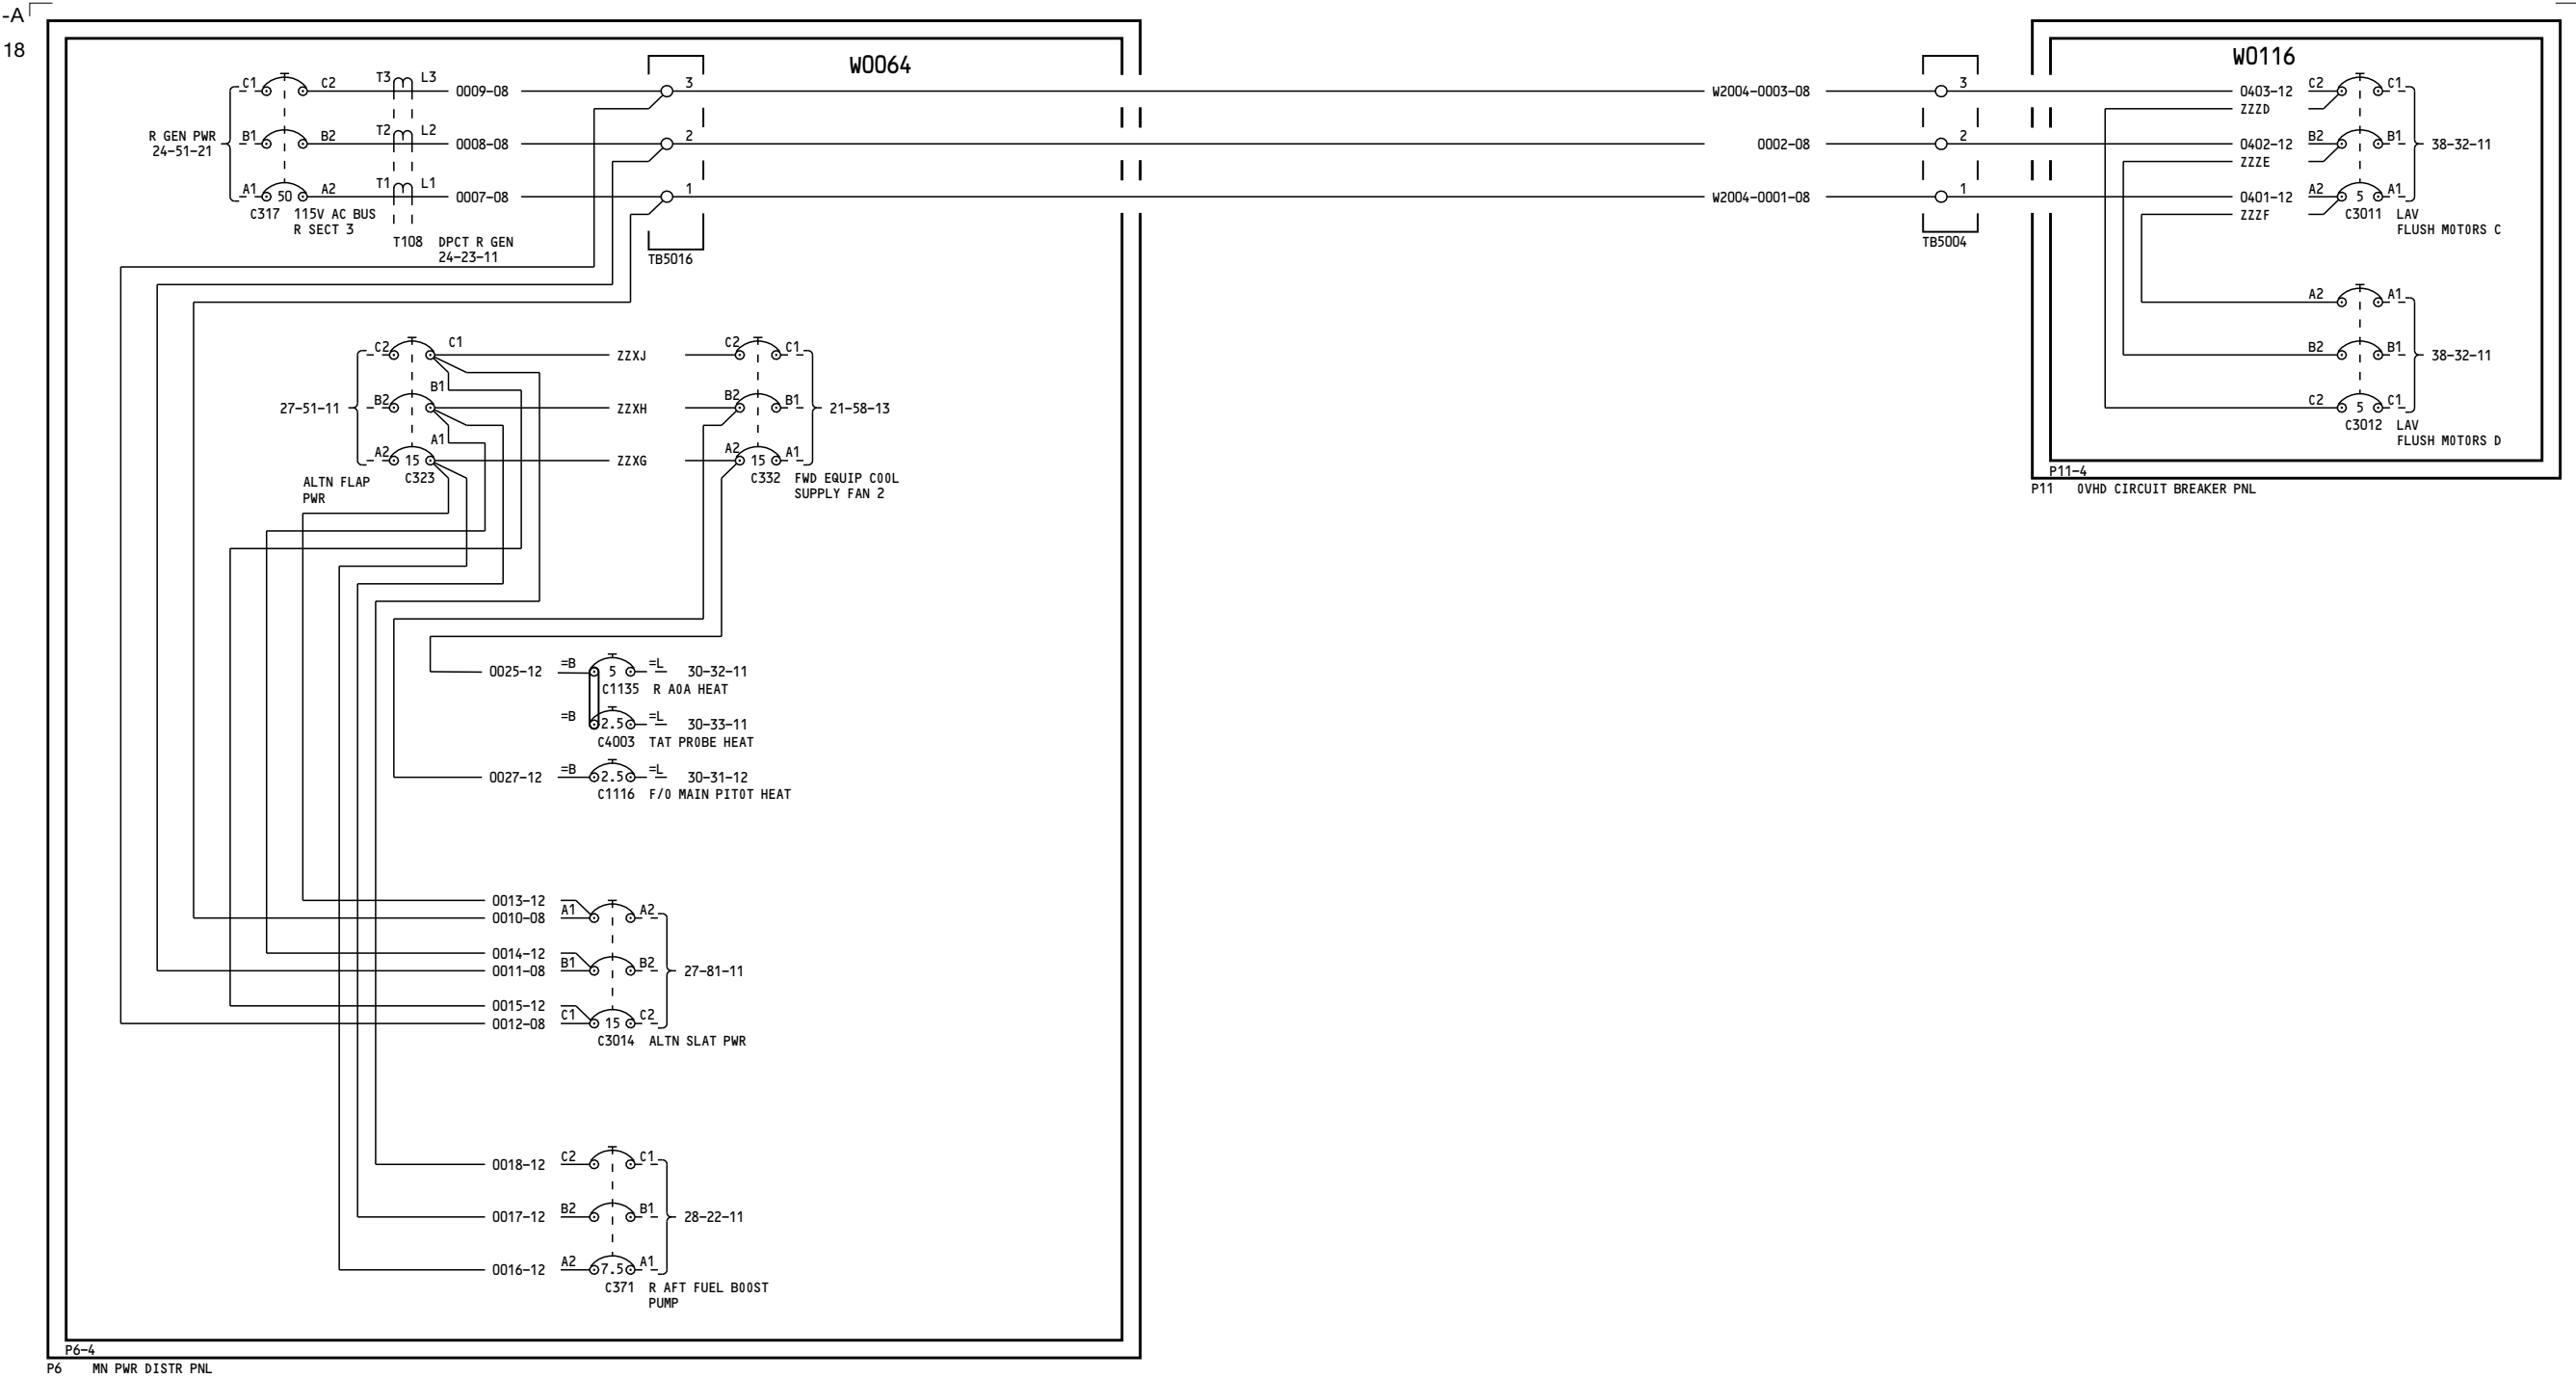 -A
18
W0064
W0116
C1
C2
T3
L3
0009-08
3
W2004-0003-08
3
0403-12
C2
C1
ZZZD
R GEN PWR
24-51-21
B1
B2
T2
L2
0008-08
2
0002-08
2
0402-12
B2
B1
38-32-11
ZZZE
A1
50
A2
T1
L1
0007-08
1
W2004-0001-08
1
0401-12
A2
5
A1
ZZZF
C317
115V AC BUS
R SECT 3
T108
DPCT R GEN
24-23-11
TB5016
TB5004
C3011
LAV
FLUSH MOTORS C
A2
A1
B2
B1
38-32-11
C2
5
C1
C3012
LAV
FLUSH MOTORS D
P11-4
P11
OVHD CIRCUIT BREAKER PNL
C2
C1
ZZXJ
C2
C1
B1
27-51-11
B2
ZZXH
B2
B1
21-58-13
A1
A2
15
ZZXG
A2
15
A1
ALTN FLAP
PWR
C323
C332
FWD EQUIP COOL
SUPPLY FAN 2
0025-12
=B
5
=L
30-32-11
C1135
R AOA HEAT
=B
2.5
=L
30-33-11
C4003
TAT PROBE HEAT
0027-12
=B
2.5
=L
30-31-12
C1116
F/O MAIN PITOT HEAT
0013-12
0010-08
A1
A2
0014-12
0011-08
B1
B2
27-81-11
0015-12
0012-08
C1
15
C2
C3014
ALTN SLAT PWR
0018-12
C2
C1
0017-12
B2
B1
28-22-11
0016-12
A2
7.5
A1
C371
R AFT FUEL BOOST
PUMP
P6-4
P6
MN PWR DISTR PNL